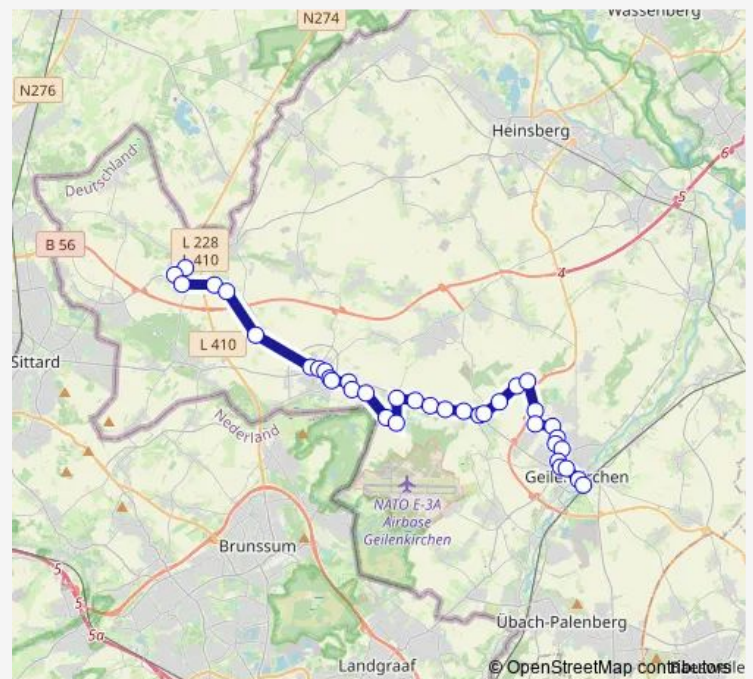 Wassenberg
N274
N276
Heinsberg
6
5
Deutschland
L 228
410
B 56
4
L 410
Sittard
Nederland
NATO E-3A
Airbase
Geilenkirchen
Brunssum
5
5
5a
Übach-Palenberg
Landgraaf
© OpenStreetMap contributors